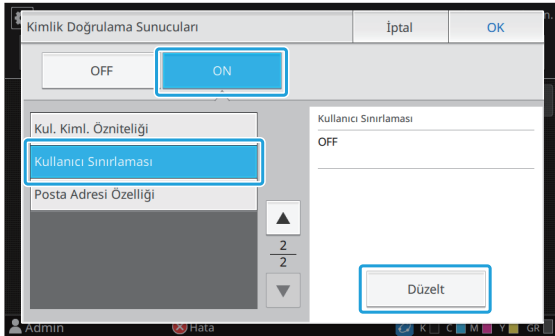 Kimlik Doğrulama Sunucuları
İptal
OK
OFF
ON
Kul. Kiml. Özniteliği
Kullanıcı Sınırlaması
Posta Adresi Özelliği
2
2
Kullanıcı Sınırlaması
OFF
Düzelt
Admin
Hata
K C M Y GR